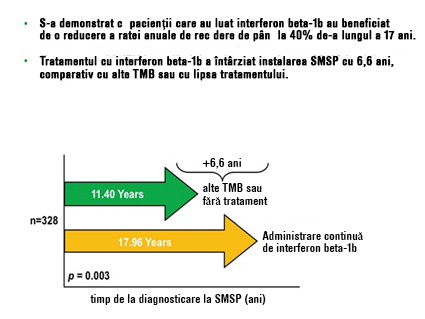 • S-a demonstrat c pacienții care au luat interferon beta-1b au beneficiat
de o reducere a ratei anuale de rec dere de pân la 40% de-a lungul a 17 ani.
• Tratamentul cu interferon beta-1b a întârziat instalarea SMSP cu 6,6 ani,
comparativ cu alte TMB sau cu lipsa tratamentului.
+6,6 ani
11.40 Years
alte TMB sau
fără tratament
n=328
17.96 Years
Administrare continuă
de interferon beta-1b
p = 0.003
timp de la diagnosticare la SMSP (ani)